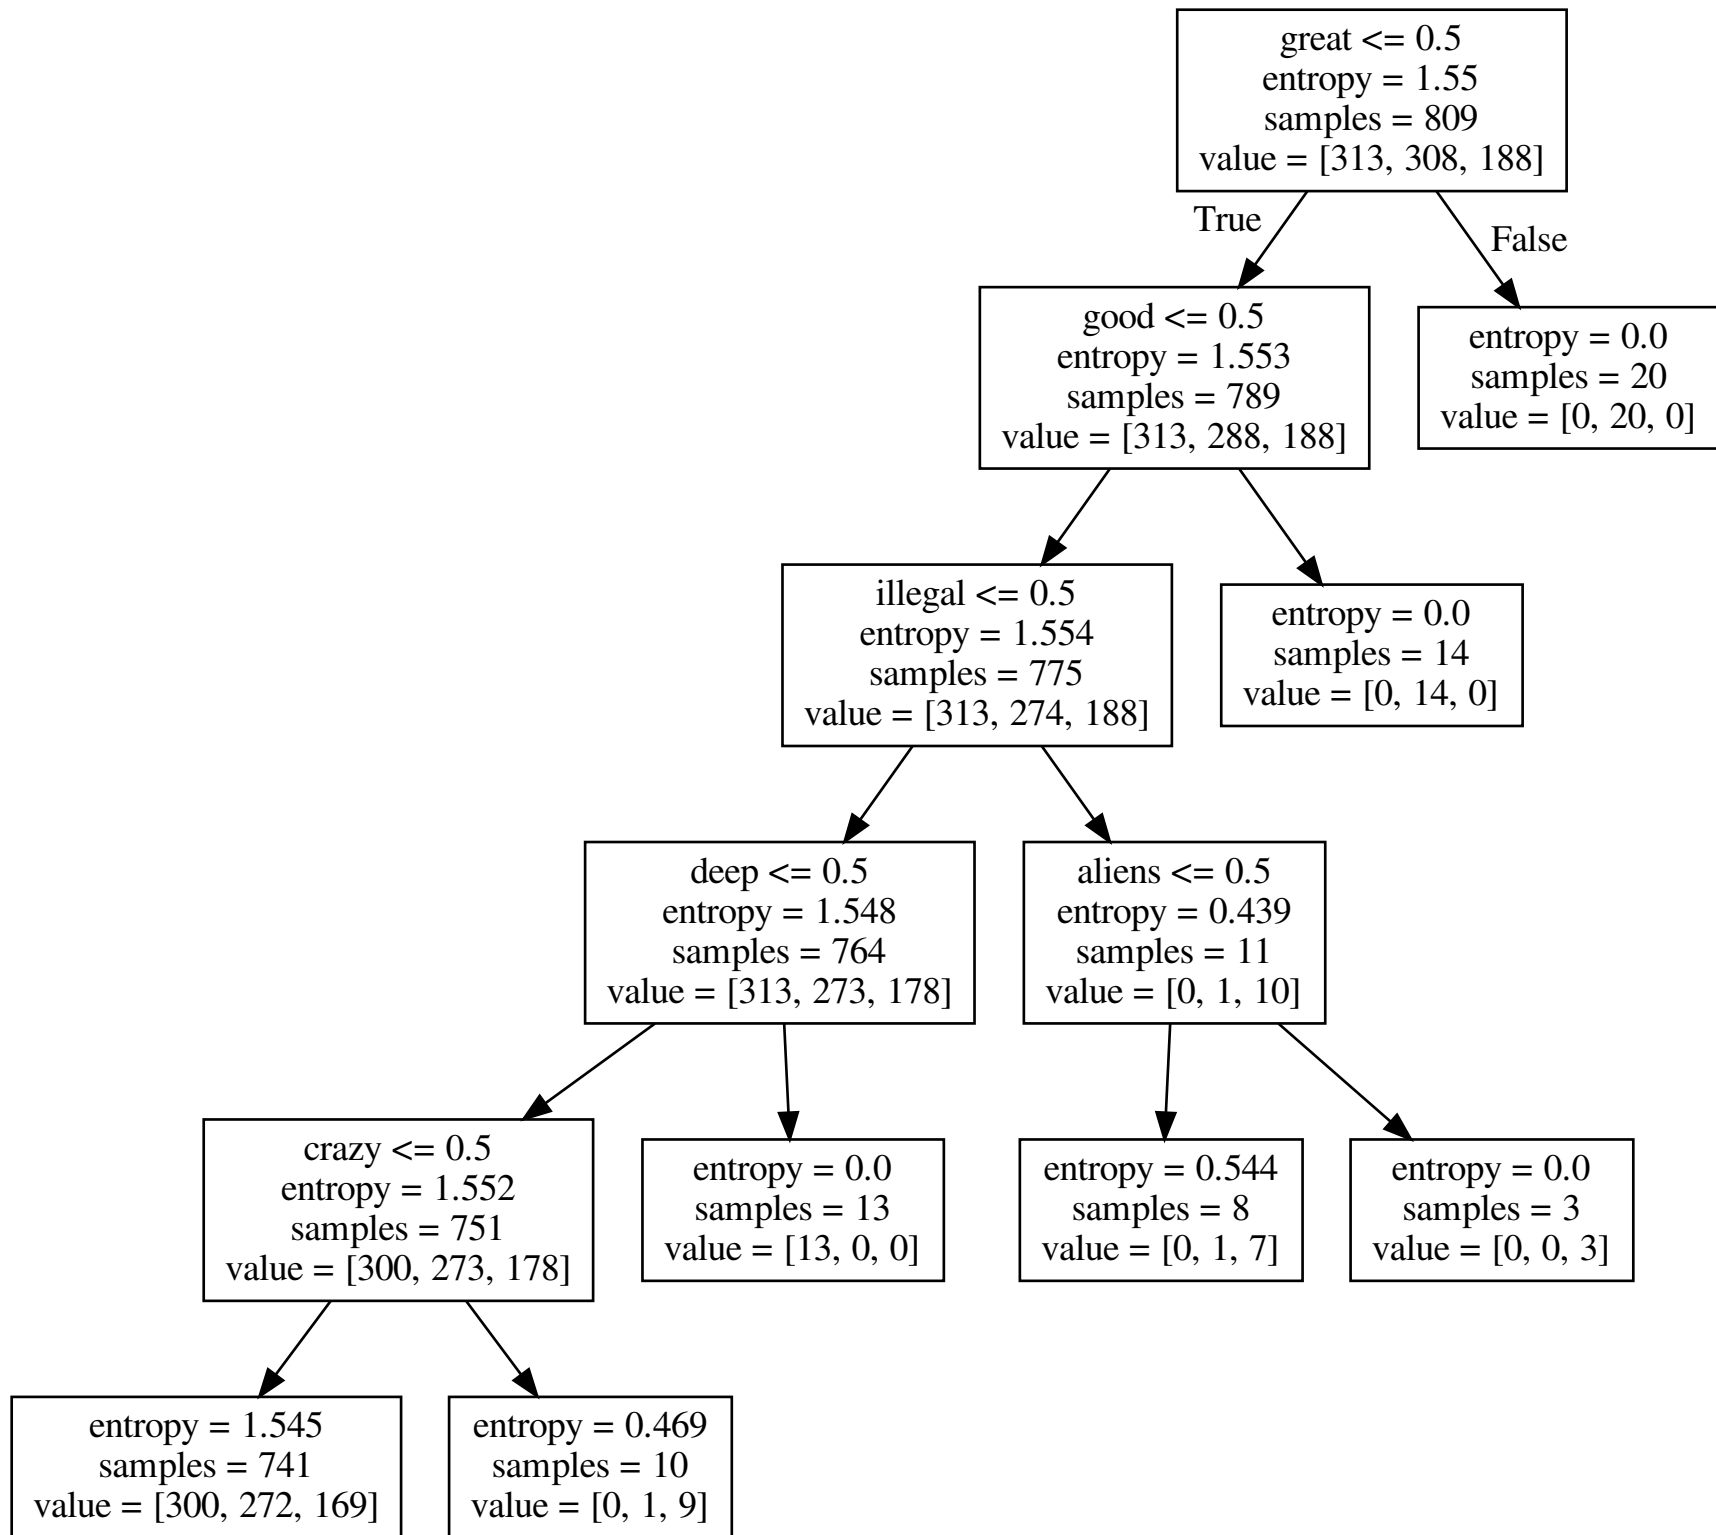 great <= 0.5
entropy = 1.55
samples = 809
value = [313, 308, 188]
True
False
good <= 0.5
entropy = 1.553
samples = 789
value = [313, 288, 188]
entropy = 0.0
samples = 20
value = [0, 20, 0]
illegal <= 0.5
entropy = 1.554
samples = 775
value = [313, 274, 188]
entropy = 0.0
samples = 14
value = [0, 14, 0]
deep <= 0.5
entropy = 1.548
samples = 764
value = [313, 273, 178]
aliens <= 0.5
entropy = 0.439
samples = 11
value = [0, 1, 10]
crazy <= 0.5
entropy = 1.552
samples = 751
value = [300, 273, 178]
entropy = 0.0
samples = 13
value = [13, 0, 0]
entropy = 0.544
samples = 8
value = [0, 1, 7]
entropy = 0.0
samples = 3
value = [0, 0, 3]
entropy = 1.545
samples = 741
value = [300, 272, 169]
entropy = 0.469
samples = 10
value = [0, 1, 9]